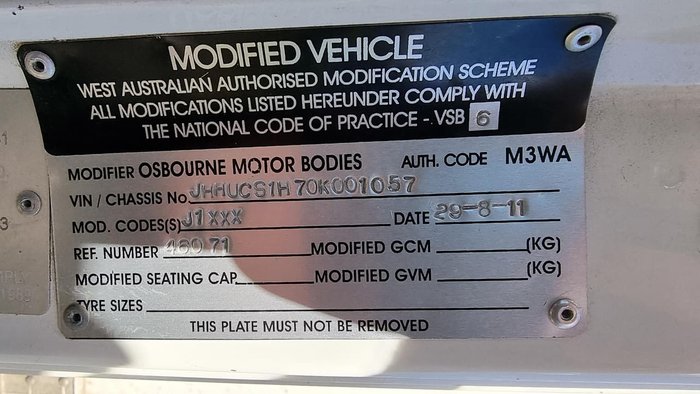 MODIFIED VEHICLE
WEST AUSTRALIAN AUTHORISED MODIFICATION SCHEME
ALL MODIFICATIONS LISTED HEREUNDER COMPLY WITH
THE NATIONAL CODE OF PRACTICE - VSB 6
MODIFIER OSBOURNE MOTOR BODIES AUTH. CODE M3WA
VIN / CHASSIS No JHHUCS1H70K001057
MOD. CODES(S) J1XXX DATE 29-8-11
REF. NUMBER 46071 MODIFIED GCM (KG)
MODIFIED SEATING CAP. MODIFIED GVM (KG)
TYRE SIZES
THIS PLATE MUST NOT BE REMOVED